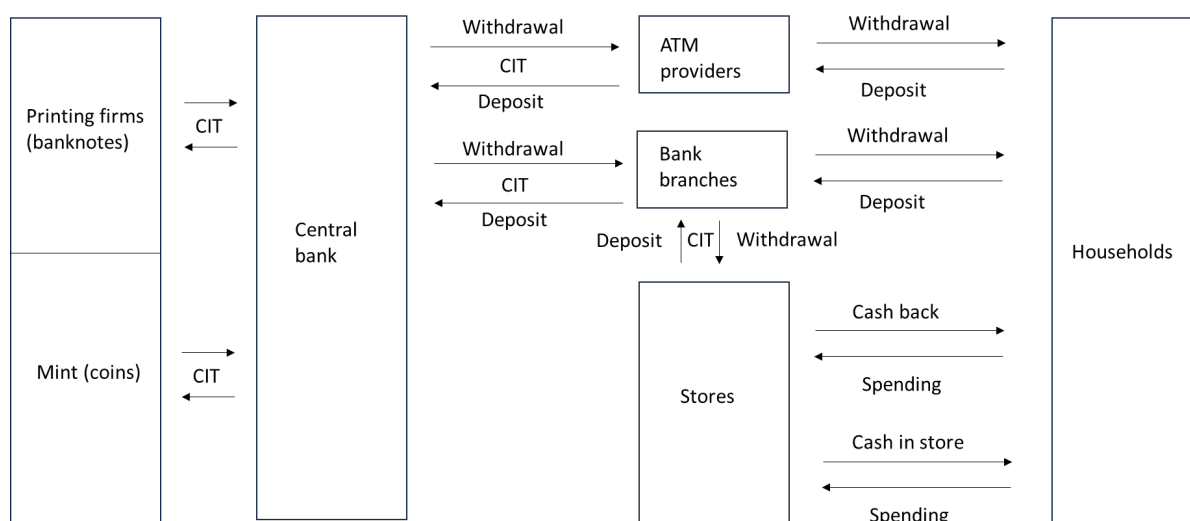 Printing firms
(banknotes)
CIT
Mint (coins)
CIT
Central
bank
Withdrawal
CIT
Deposit
Withdrawal
CIT
Deposit
ATM
providers
Bank
branches
Deposit
CIT
Withdrawal
Stores
Withdrawal
Deposit
Withdrawal
Deposit
Cash back
Spending
Cash in store
Spending
Households